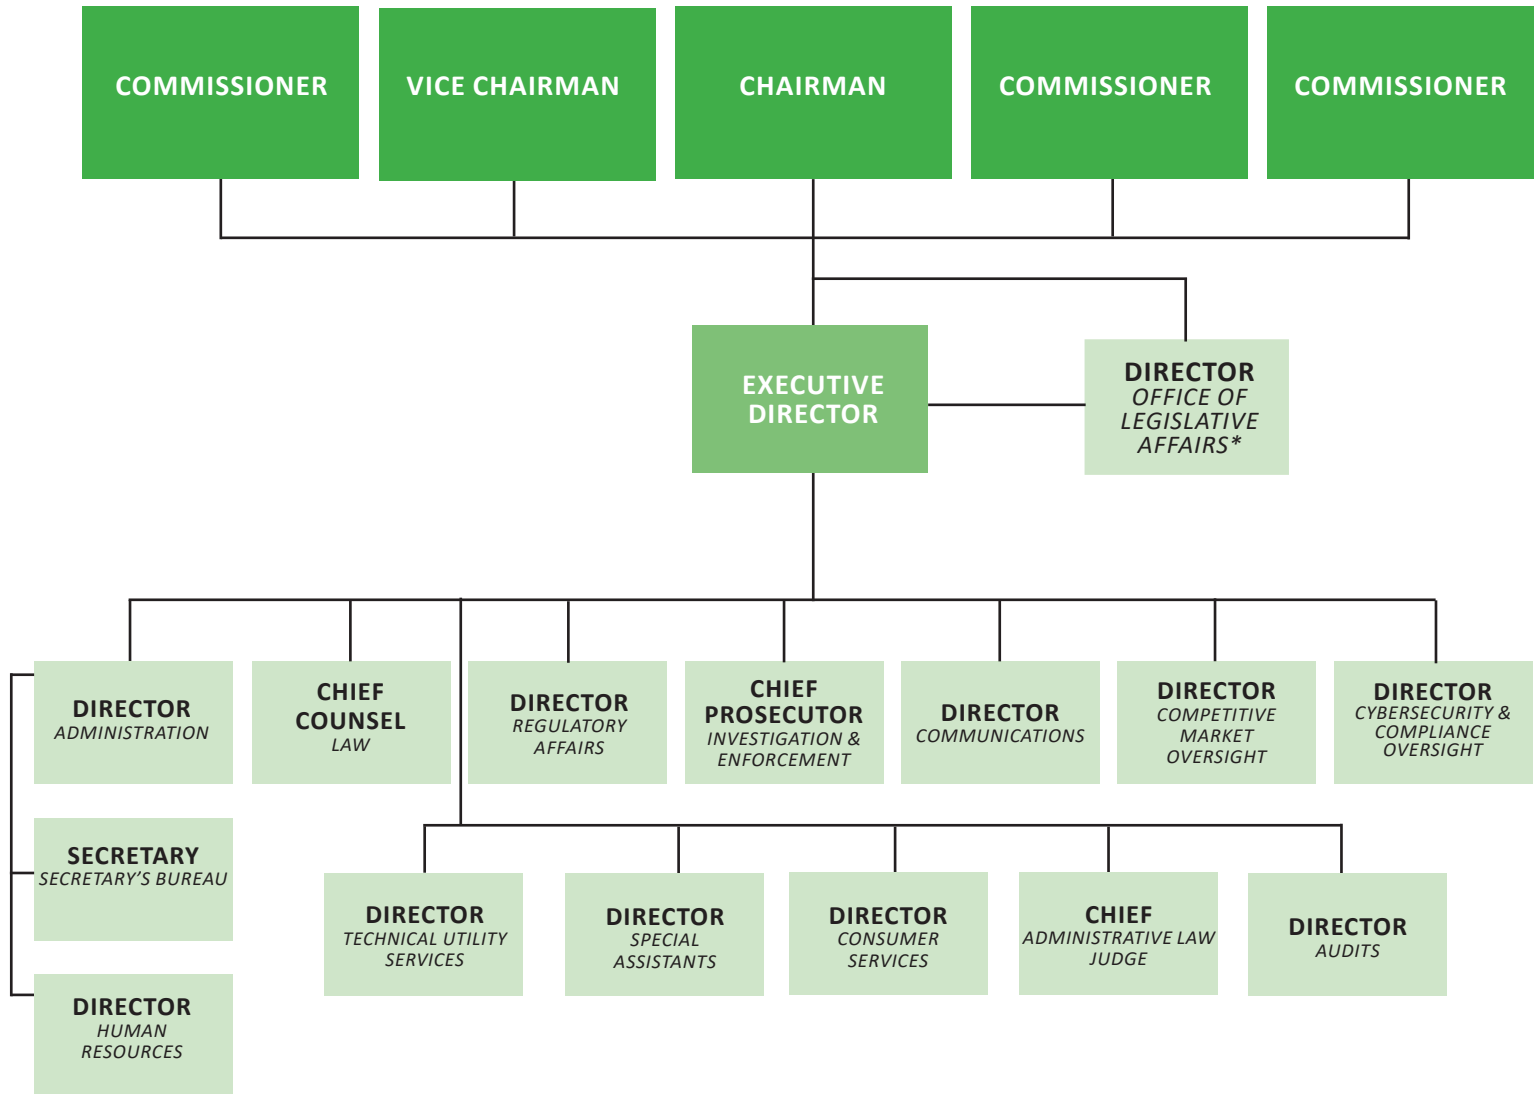 COMMISSIONER
VICE CHAIRMAN
CHAIRMAN
COMMISSIONER
COMMISSIONER
EXECUTIVE
DIRECTOR
DIRECTOR
OFFICE OF
LEGISLATIVE
AFFAIRS*
DIRECTOR
ADMINISTRATION
CHIEF
COUNSEL
LAW
DIRECTOR
REGULATORY
AFFAIRS
CHIEF
PROSECUTOR
INVESTIGATION &
ENFORCEMENT
DIRECTOR
COMMUNICATIONS
DIRECTOR
COMPETITIVE
MARKET
OVERSIGHT
DIRECTOR
CYBERSECURITY &
COMPLIANCE
OVERSIGHT
SECRETARY
SECRETARY’S BUREAU
DIRECTOR
HUMAN
RESOURCES
DIRECTOR
TECHNICAL UTILITY
SERVICES
DIRECTOR
SPECIAL
ASSISTANTS
DIRECTOR
CONSUMER
SERVICES
CHIEF
ADMINISTRATIVE LAW
JUDGE
DIRECTOR
AUDITS